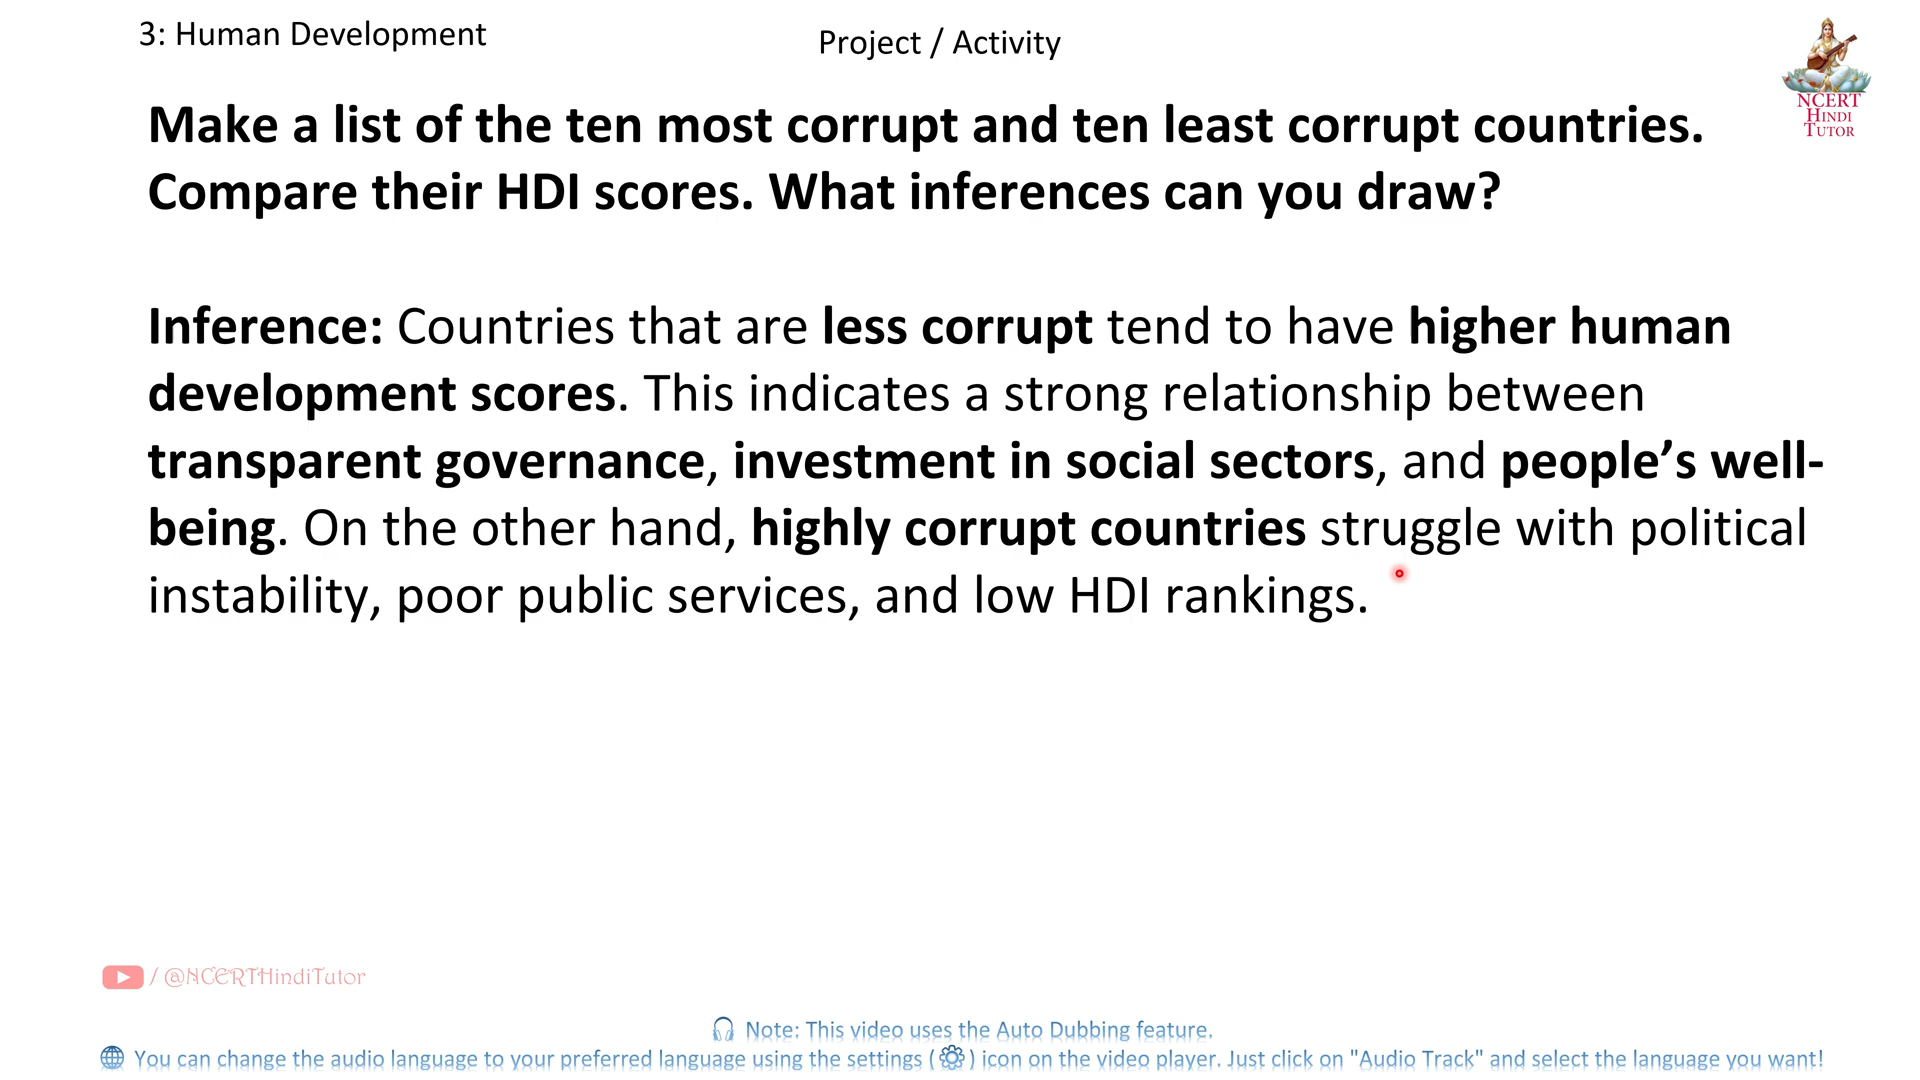 3: Human Development
Project / Activity
NCERT
HINDI
TUTOR
Make a list of the ten most corrupt and ten least corrupt countries.
Compare their HDI scores. What inferences can you draw?
Inference: Countries that are less corrupt tend to have higher human
development scores. This indicates a strong relationship between
transparent governance, investment in social sectors, and people’s well-
being. On the other hand, highly corrupt countries struggle with political
instability, poor public services, and low HDI rankings.
/ @NCERTHindiTutor
Note: This video uses the Auto Dubbing feature.
You can change the audio language to your preferred language using the settings ( ) icon on the video player. Just click on "Audio Track" and select the language you want!